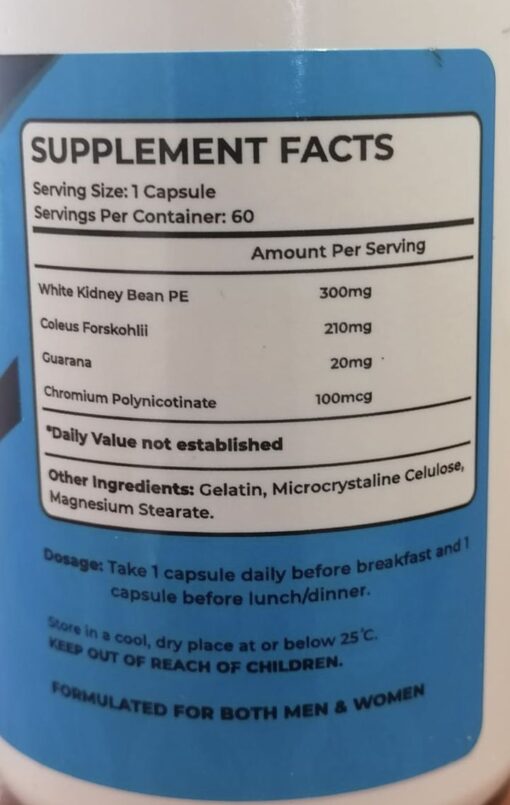 SUPPLEMENT FACTS
Serving Size: 1 Capsule
Servings Per Container: 60
Amount Per Serving
White Kidney Bean PE 300mg
Coleus Forskohlii 210mg
Guarana 20mg
Chromium Polynicotinate 100mcg
*Daily Value not established
Other Ingredients: Gelatin, Microcrystaline Celulose,
Magnesium Stearate.
Dosage: Take 1 capsule daily before breakfast and 1
capsule before lunch/dinner.
Store in a cool, dry place at or below 25°C.
KEEP OUT OF REACH OF CHILDREN.
FORMULATED FOR BOTH MEN & WOMEN